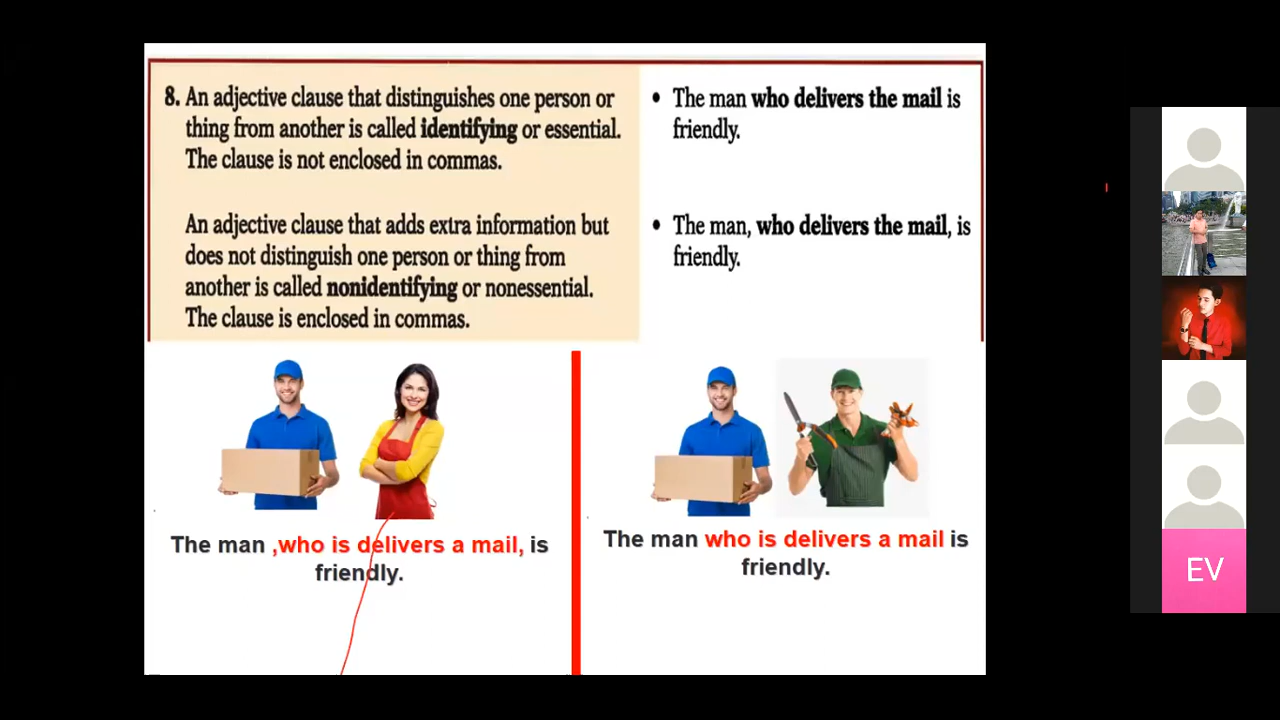 8. An adjective clause that distinguishes one person or
thing from another is called identifying or essential.
The clause is not enclosed in commas.
An adjective clause that adds extra information but
does not distinguish one person or thing from
another is called nonidentifying or nonessential.
The clause is enclosed in commas.
• The man who delivers the mail is
friendly.
• The man, who delivers the mail, is
friendly.
The man ,who is delivers a mail, is
friendly.
The man who is delivers a mail is
friendly.
EV